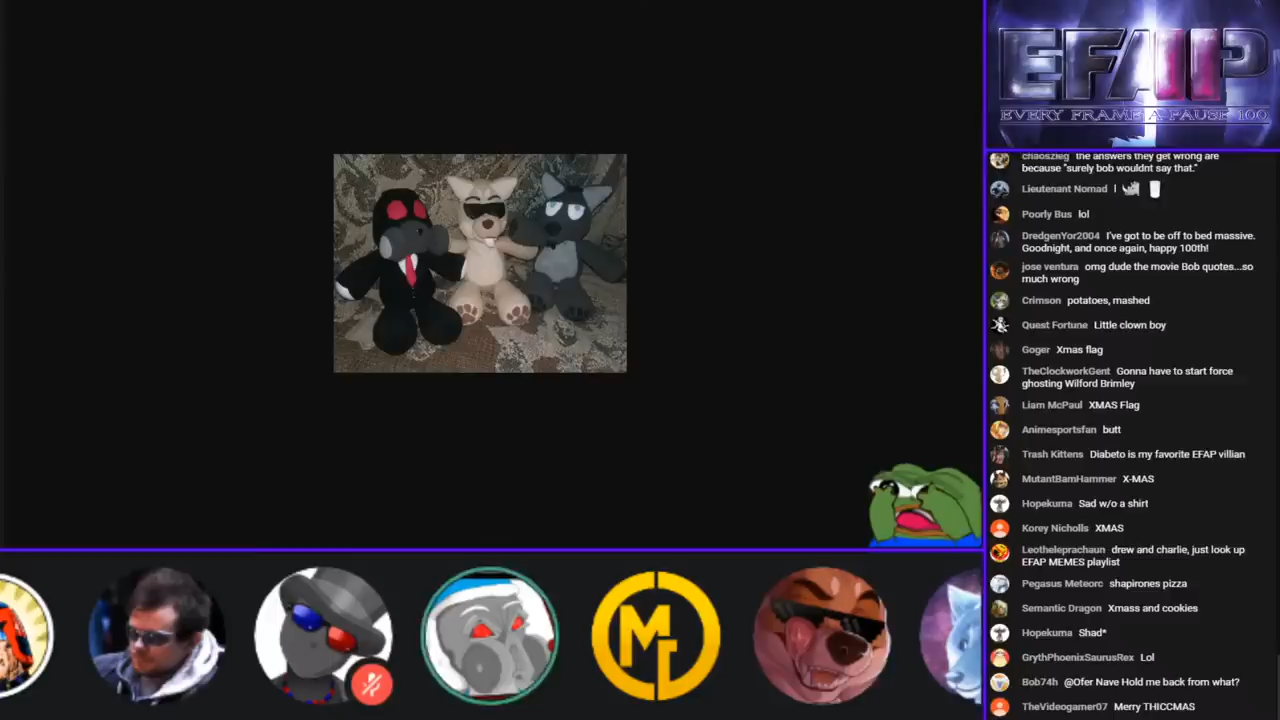 EFAP
EVERY FRAME A PAUSE 100
chaoszieg the answers they get wrong are
because "surely bob wouldnt say that."
Lieutenant Nomad |
Poorly Bus lol
DredgenYor2004 I've got to be off to bed massive.
Goodnight, and once again, happy 100th!
jose ventura omg dude the movie Bob quotes...so
much wrong
Crimson potatoes, mashed
Quest Fortune Little clown boy
Goger Xmas flag
TheClockworkGent Gonna have to start force
ghosting Wilford Brimley
Liam McPaul XMAS Flag
Animesportsfan butt
Trash Kittens Diabeto is my favorite EFAP villian
MutantBamHammer X-MAS
Hopekuma Sad w/o a shirt
Korey Nicholls XMAS
Leotheleprachaun drew and charlie, just look up
EFAP MEMES playlist
Pegasus Meteorc shapirones pizza
Semantic Dragon Xmass and cookies
Hopekuma Shad*
GrythPhoenixSaurusRex Lol
Bob74h @Ofer Nave Hold me back from what?
TheVideogamer07 Merry THICCMAS